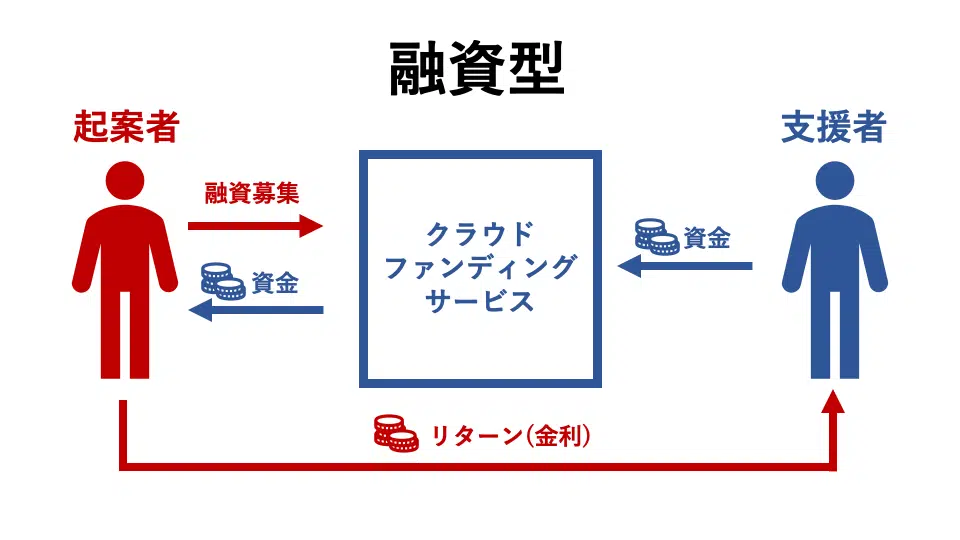 融資型
起案者
支援者
融資募集
資金
クラウド
ファンディング
サービス
資金
リターン(金利)